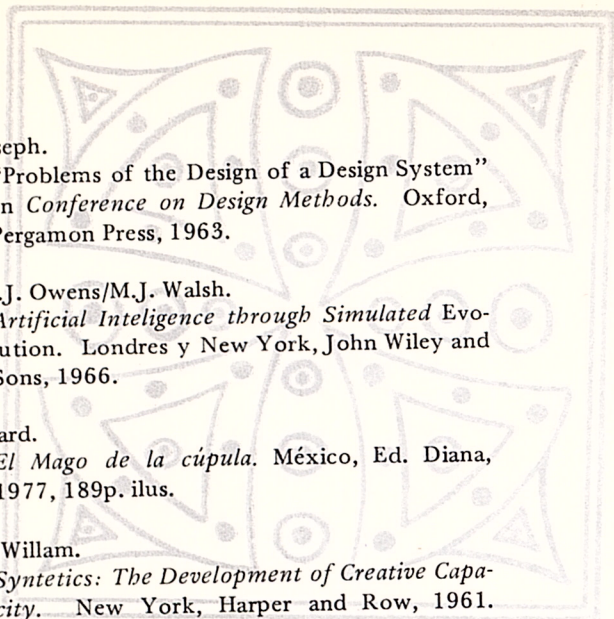 seph.
“Problems of the Design of a Design System”
n Conference on Design Methods. Oxford,
Pergamon Press, 1963.
.J. Owens/M.J. Walsh.
Artificial Inteligence through Simulated Evo-
ution. Londres y New York, John Wiley and
Sons, 1966.
ard.
El Mago de la cúpula. México, Ed. Diana,
1977, 189p. ilus.
Willam.
Syntetics: The Development of Creative Capa-
city. New York, Harper and Row, 1961.